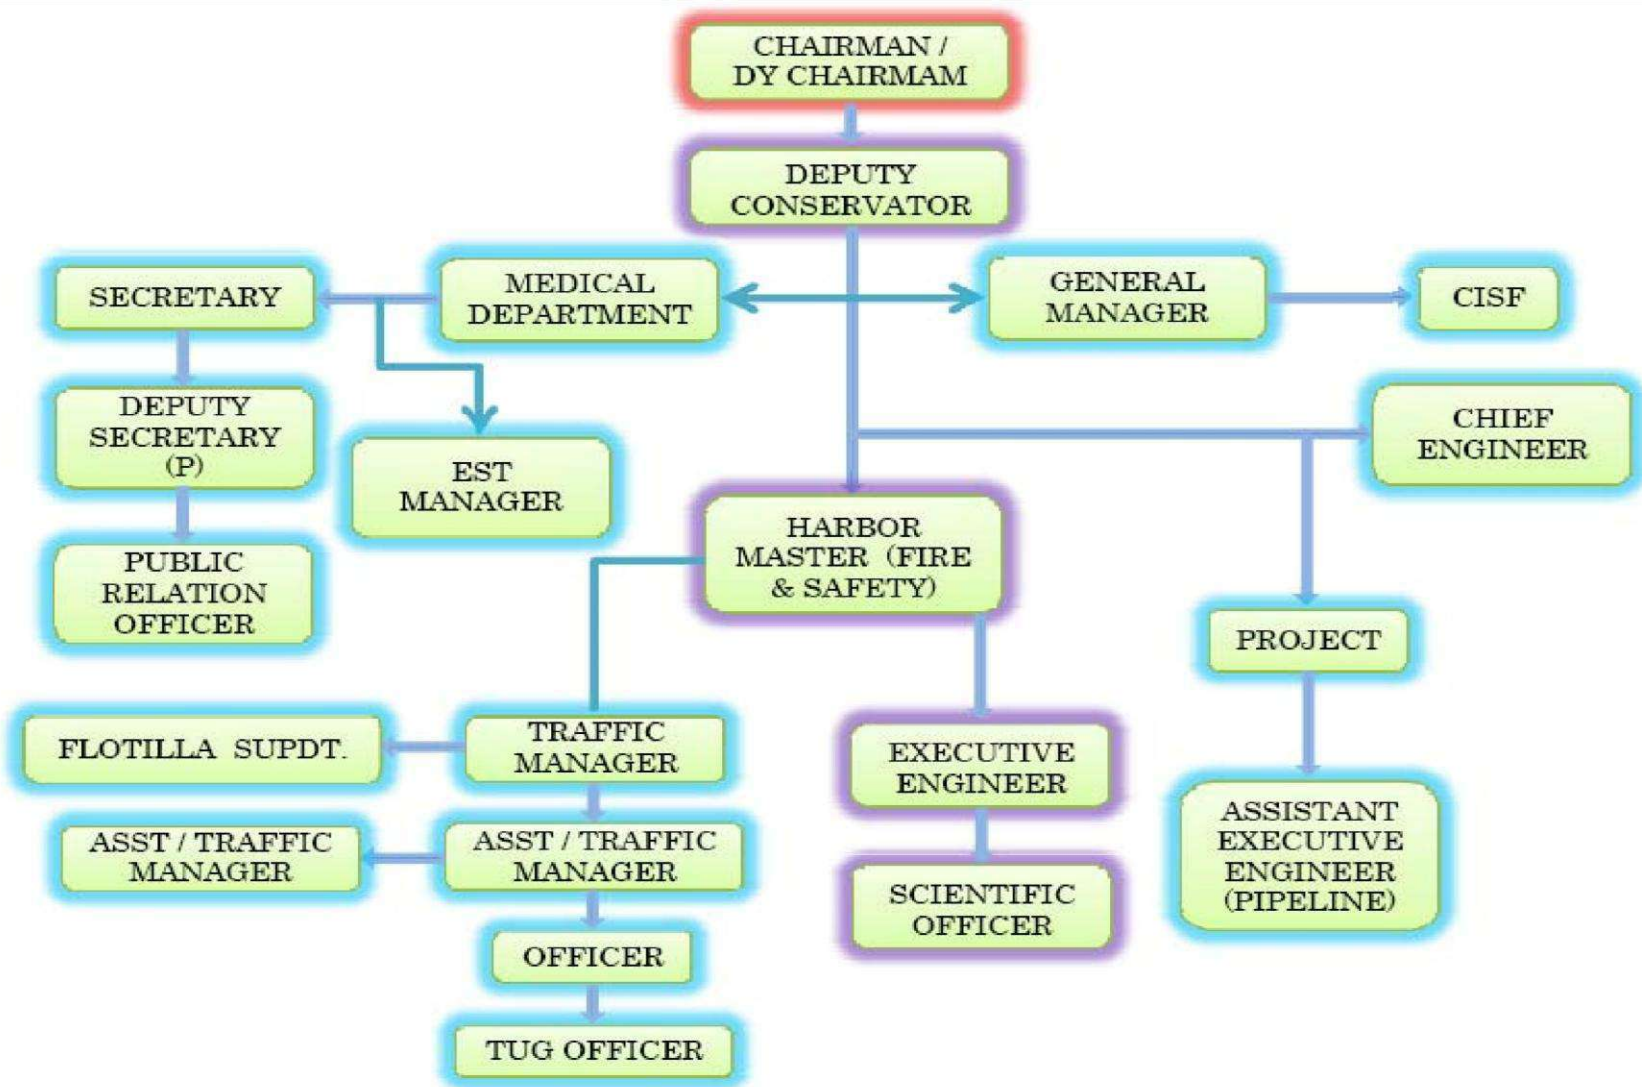 CHAIRMAN /
DY CHAIRMAM
DEPUTY
CONSERVATOR
SECRETARY
MEDICAL
DEPARTMENT
GENERAL
MANAGER
CISF
DEPUTY
SECRETARY
(P)
EST
MANAGER
CHIEF
ENGINEER
PUBLIC
RELATION
OFFICER
HARBOR
MASTER (FIRE
& SAFETY)
PROJECT
FLOTILLA SUPDT.
TRAFFIC
MANAGER
EXECUTIVE
ENGINEER
ASSISTANT
EXECUTIVE
ENGINEER
(PIPELINE)
ASST / TRAFFIC
MANAGER
ASST / TRAFFIC
MANAGER
SCIENTIFIC
OFFICER
OFFICER
TUG OFFICER